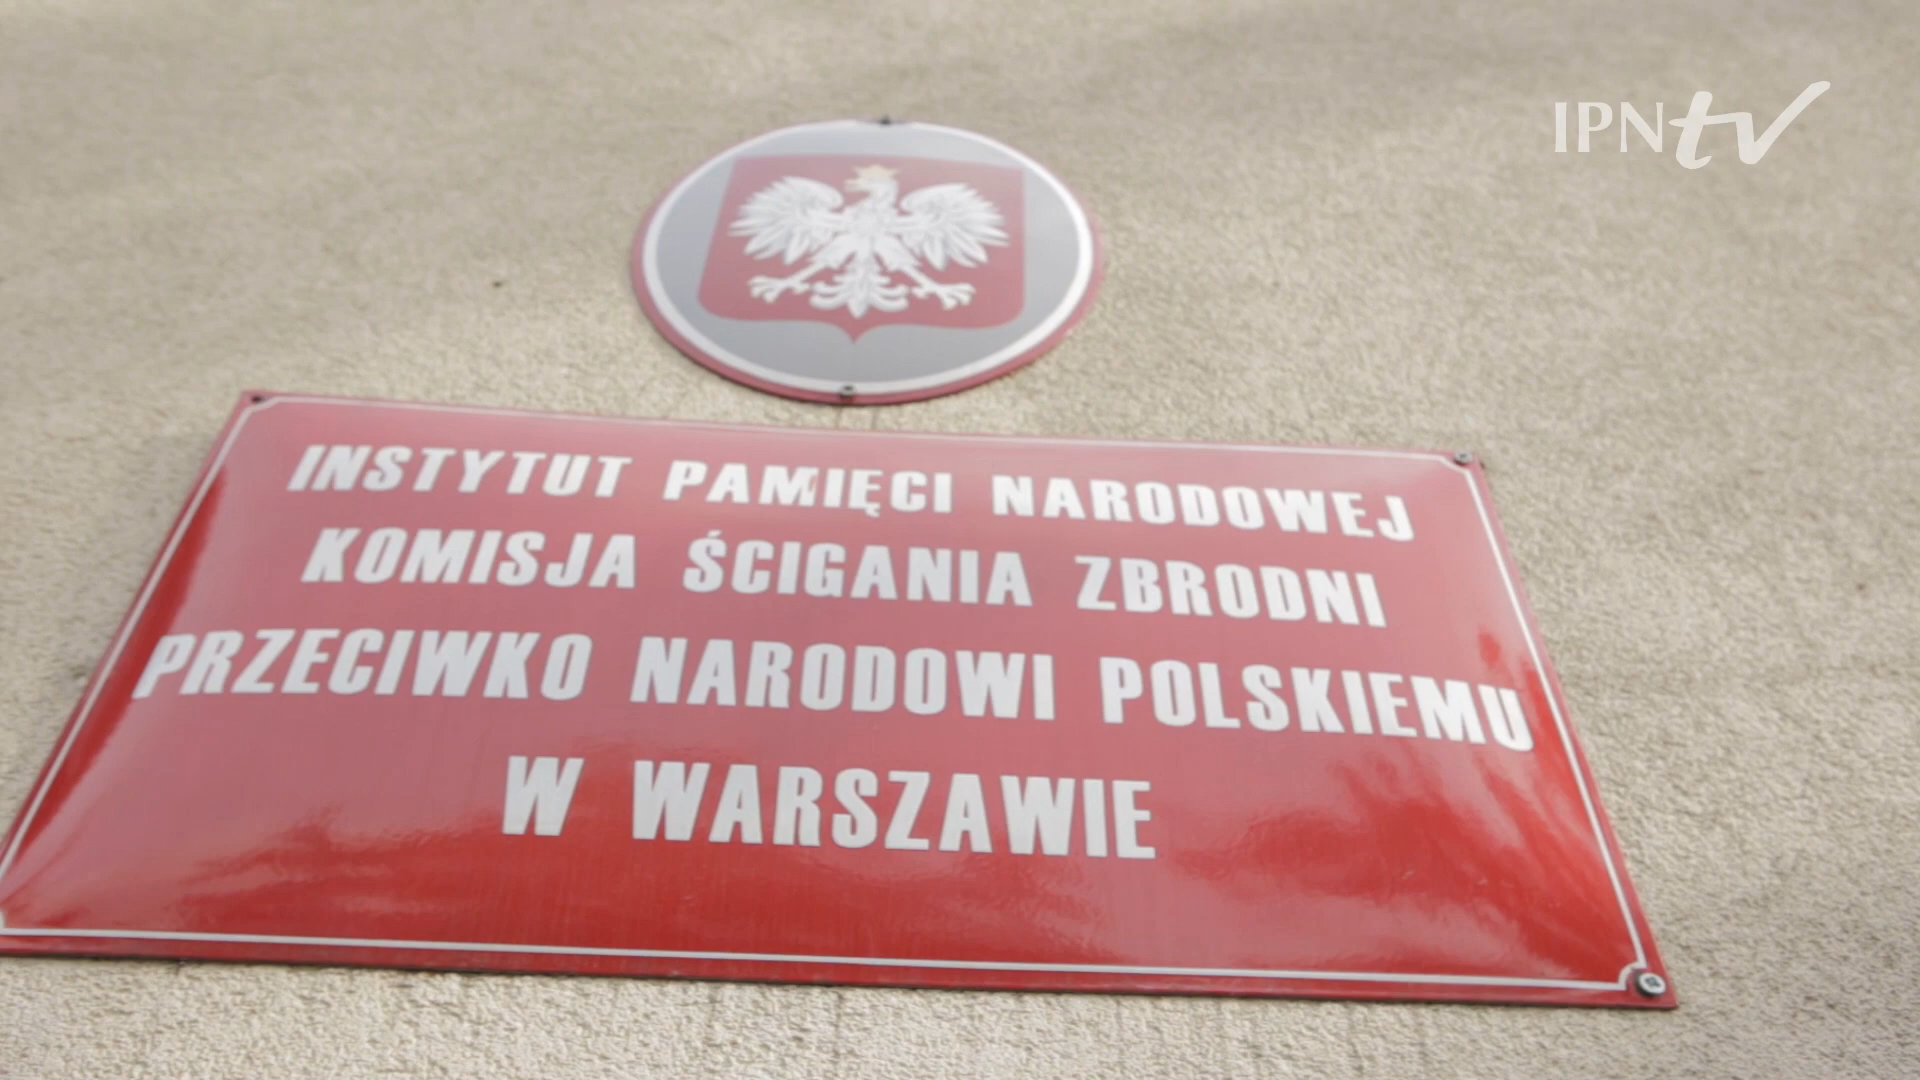 IPNtv
INSTYTUT PAMIĘCI NARODOWEJ
KOMISJA ŚCIGANIA ZBRODNI
PRZECIWKO NARODOWI POLSKIEMU
W WARSZAWIE